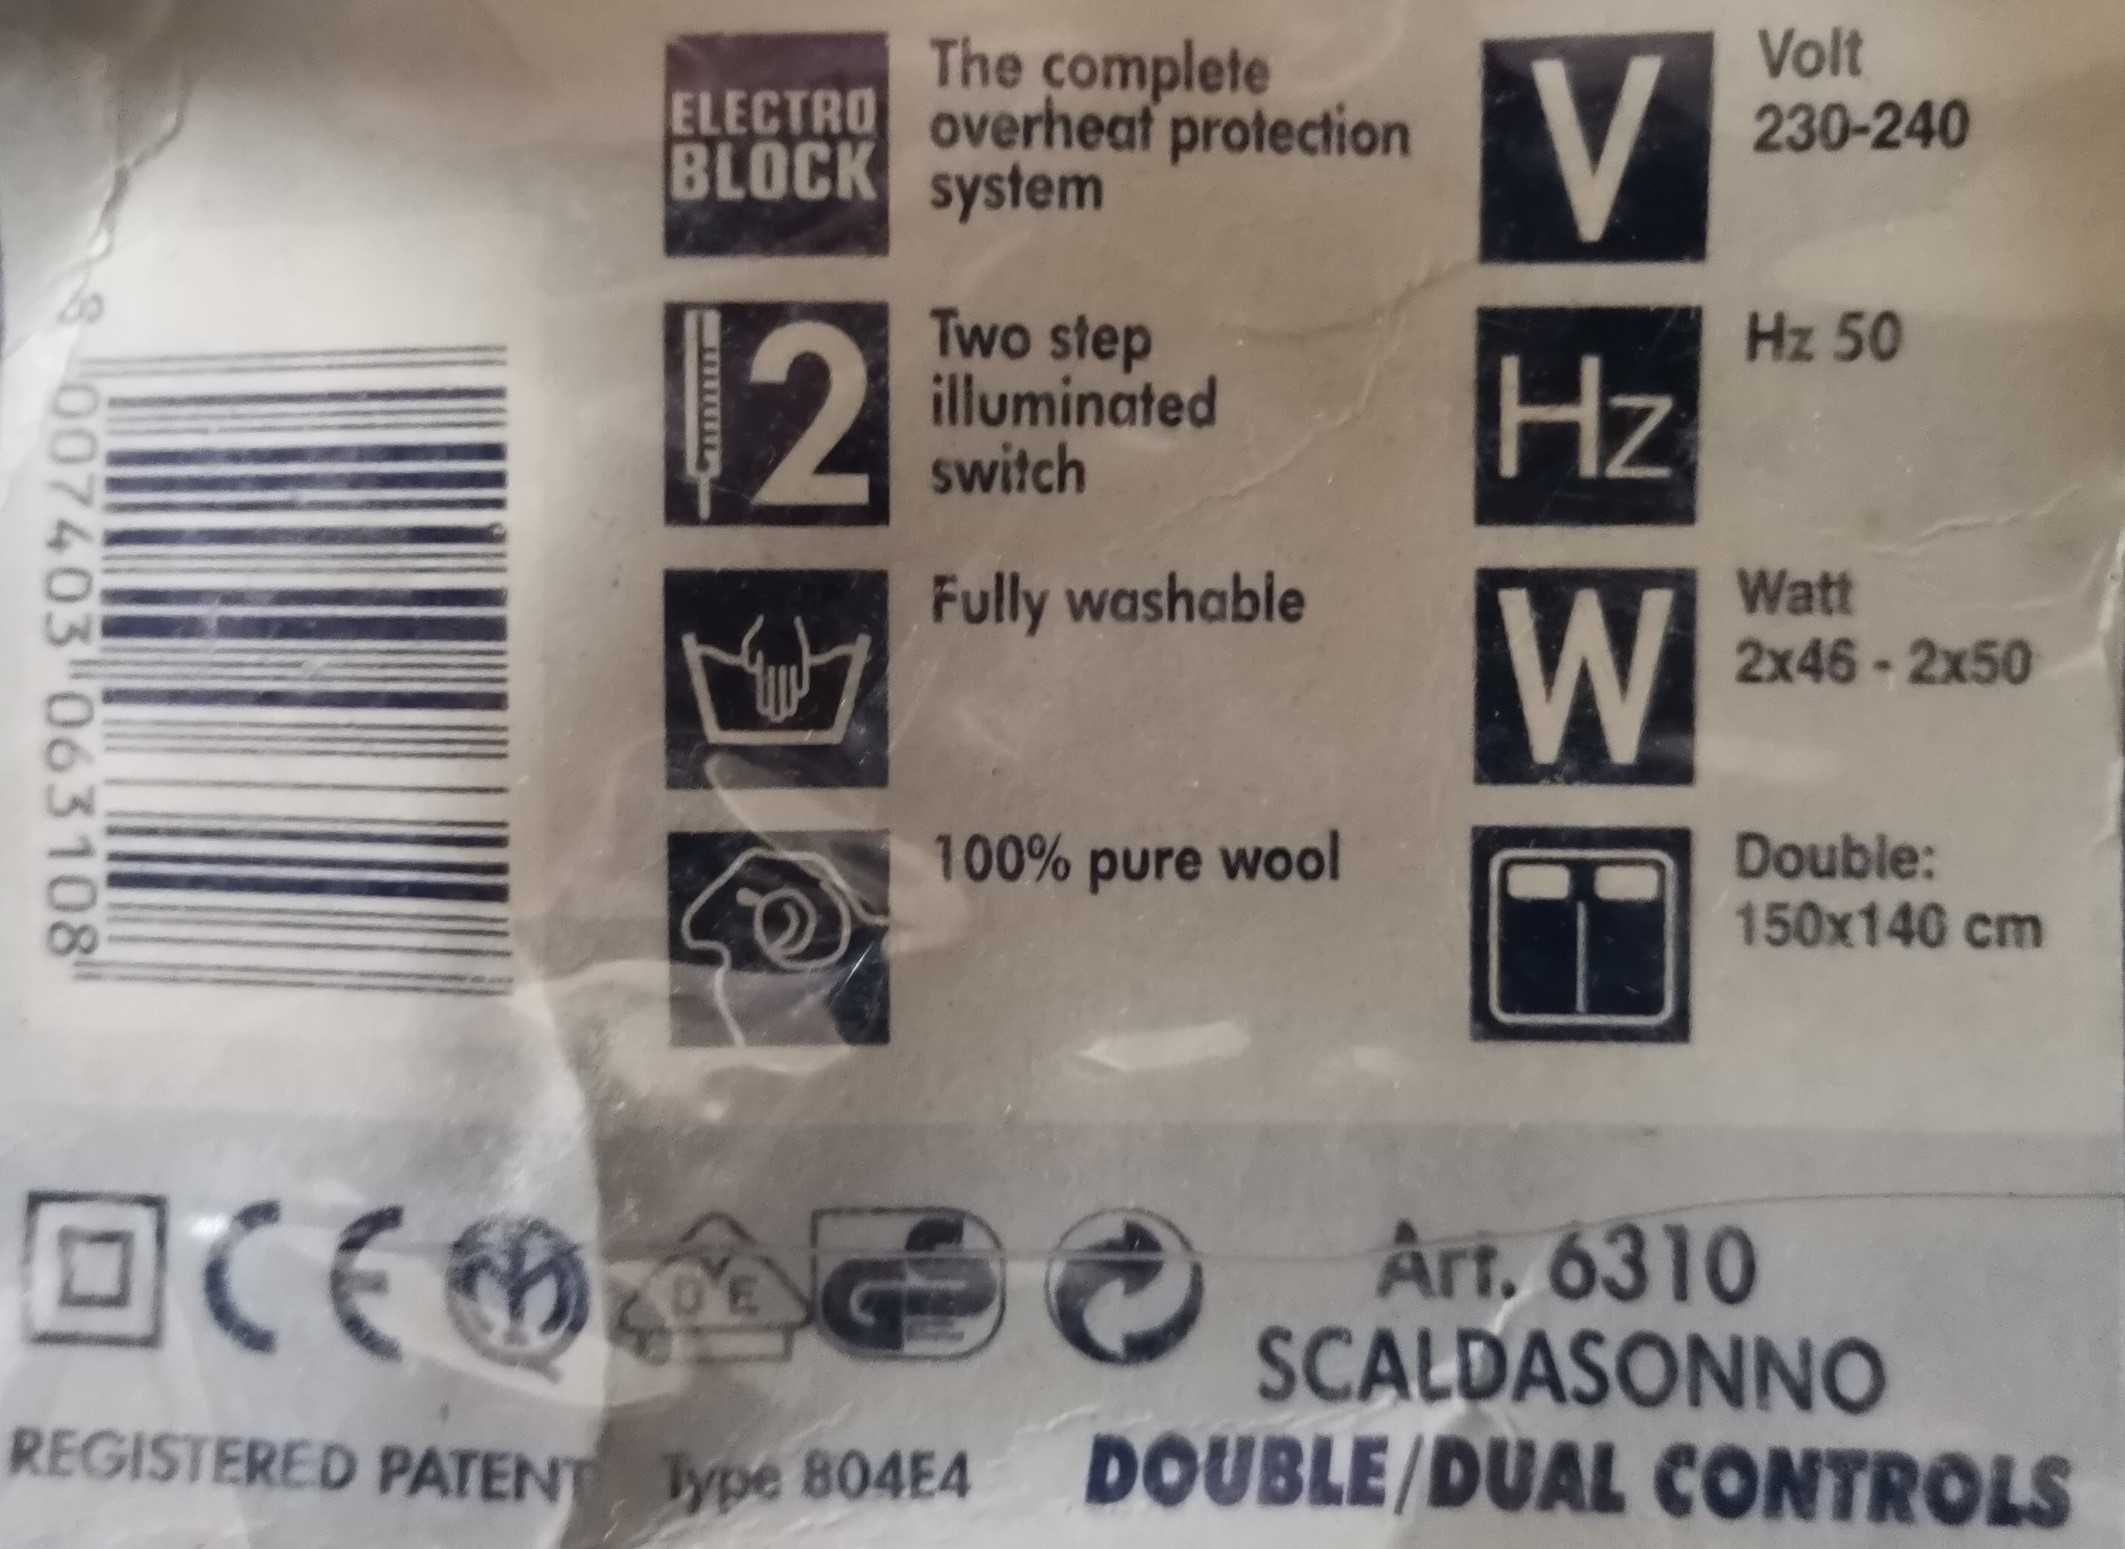 8 007403 063108
ELECTRO
BLOCK
The complete
overheat protection
system
2
Two step
illuminated
switch
Fully washable
100% pure wool
V
Volt
230-240
Hz
Hz 50
W
Watt
2x46 - 2x50
Double:
150x140 cm
CE
D V E
GS
Art. 6310
SCALDASONNO
REGISTERED PATENT
Type 804E4
DOUBLE/DUAL CONTROLS